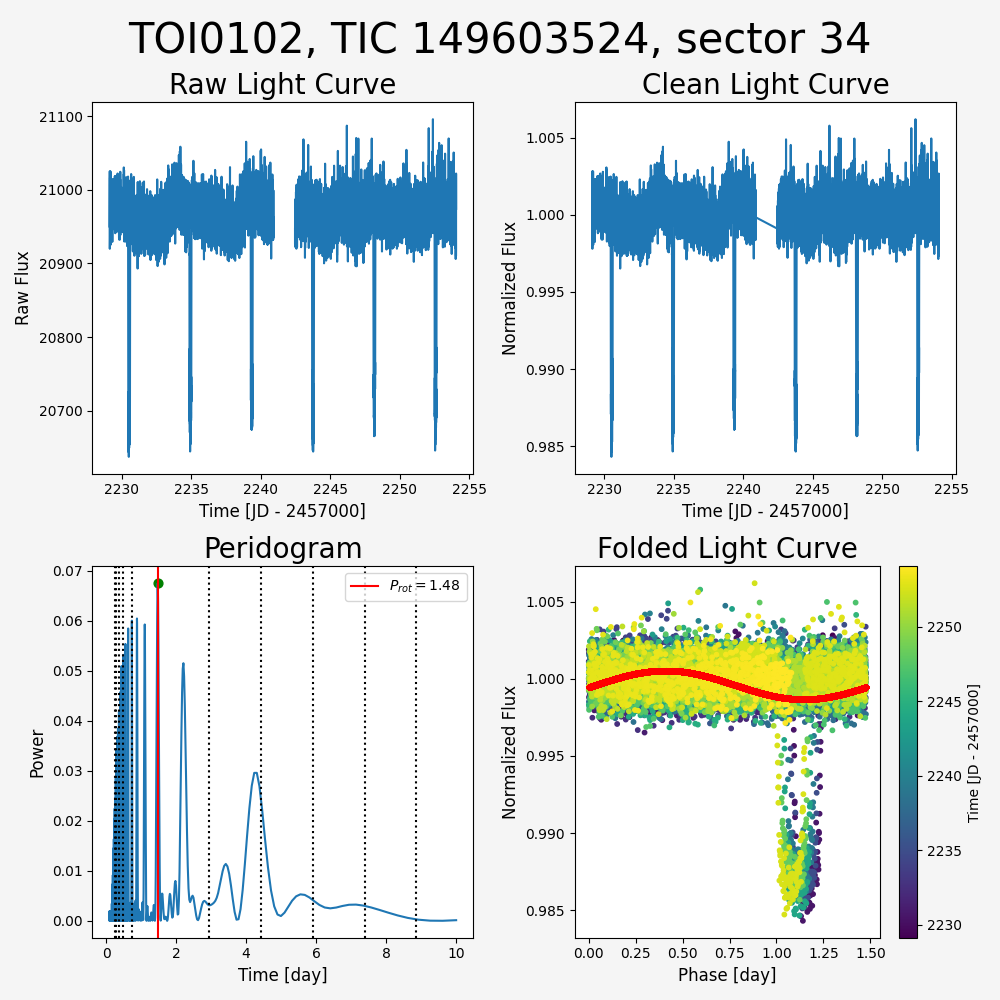 TOI0102, TIC 149603524, sector 34
Raw Light Curve
21100
21000
20900
20800
20700
Raw Flux
2230 2235 2240 2245 2250 2255
Time [JD - 2457000]
Clean Light Curve
1.005
1.000
0.995
0.990
0.985
Normalized Flux
2230 2235 2240 2245 2250 2255
Time [JD - 2457000]
Peridogram
P_rot = 1.48
0.07
0.06
0.05
0.04
0.03
0.02
0.01
0.00
Power
0 2 4 6 8 10
Time [day]
Folded Light Curve
1.005
1.000
0.995
0.990
0.985
Normalized Flux
0.00 0.25 0.50 0.75 1.00 1.25 1.50
Phase [day]
2250
2245
2240
2235
2230
Time [JD - 2457000]